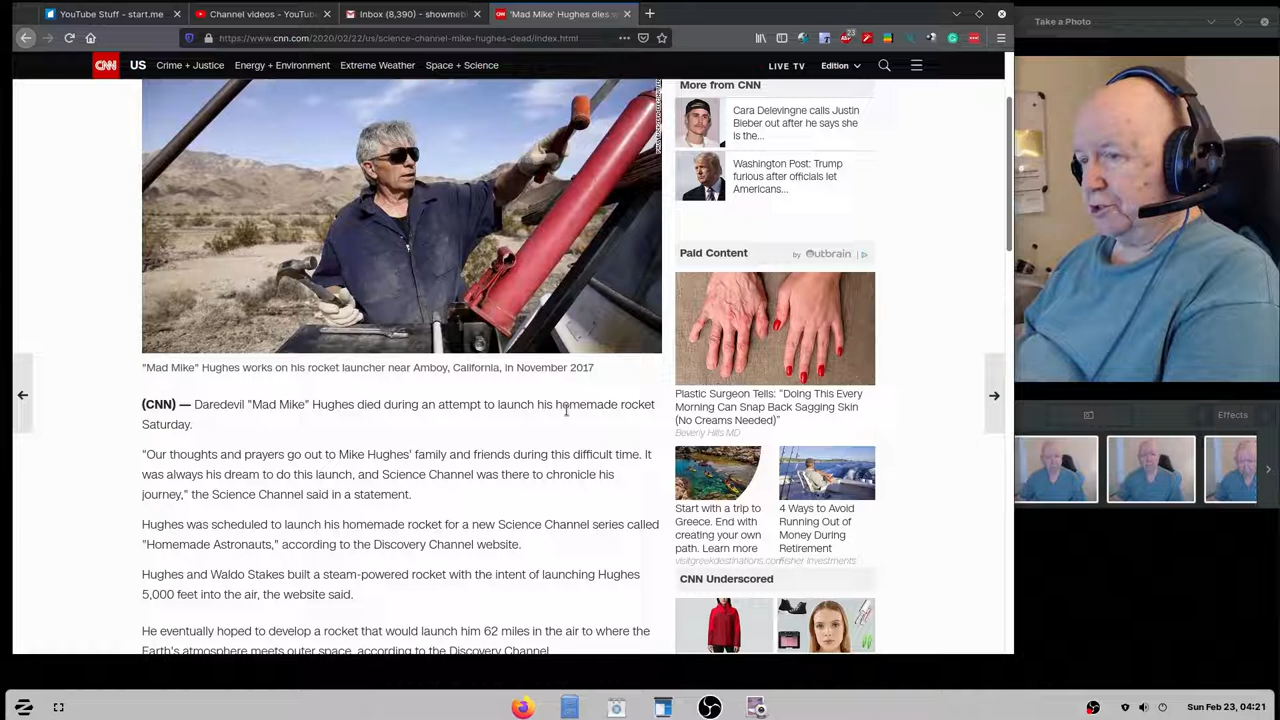 YouTube Stuff - start.me
Channel videos - YouTube
Inbox (8,390) - showmeb
'Mad Mike' Hughes dies
Take a Photo
https://www.cnn.com/2020/02/22/us/science-channel-mike-hughes-dead/index.html
23
CNN
US
Crime + Justice
Energy + Environment
Extreme Weather
Space + Science
LIVE TV
Edition
More from CNN
Cara Delevingne calls Justin
Bieber out after he says she
is the...
Washington Post: Trump
furious after officials let
Americans...
Paid Content
by Outbrain
Plastic Surgeon Tells: "Doing This Every
Morning Can Snap Back Sagging Skin
(No Creams Needed)"
Beverly Hills MD
Start with a trip to
Greece. End with
creating your own
path. Learn more
visitgreekdestinations.com
4 Ways to Avoid
Running Out of
Money During
Retirement
Fisher Investments
CNN Underscored
"Mad Mike" Hughes works on his rocket launcher near Amboy, California, in November 2017
(CNN) — Daredevil "Mad Mike" Hughes died during an attempt to launch his homemade rocket
Saturday.
"Our thoughts and prayers go out to Mike Hughes' family and friends during this difficult time. It
was always his dream to do this launch, and Science Channel was there to chronicle his
journey," the Science Channel said in a statement.
Hughes was scheduled to launch his homemade rocket for a new Science Channel series called
"Homemade Astronauts," according to the Discovery Channel website.
Hughes and Waldo Stakes built a steam-powered rocket with the intent of launching Hughes
5,000 feet into the air, the website said.
He eventually hoped to develop a rocket that would launch him 62 miles in the air to where the
Earth's atmosphere meets outer space, according to the Discovery Channel.
Effects
Sun Feb 23, 04:21